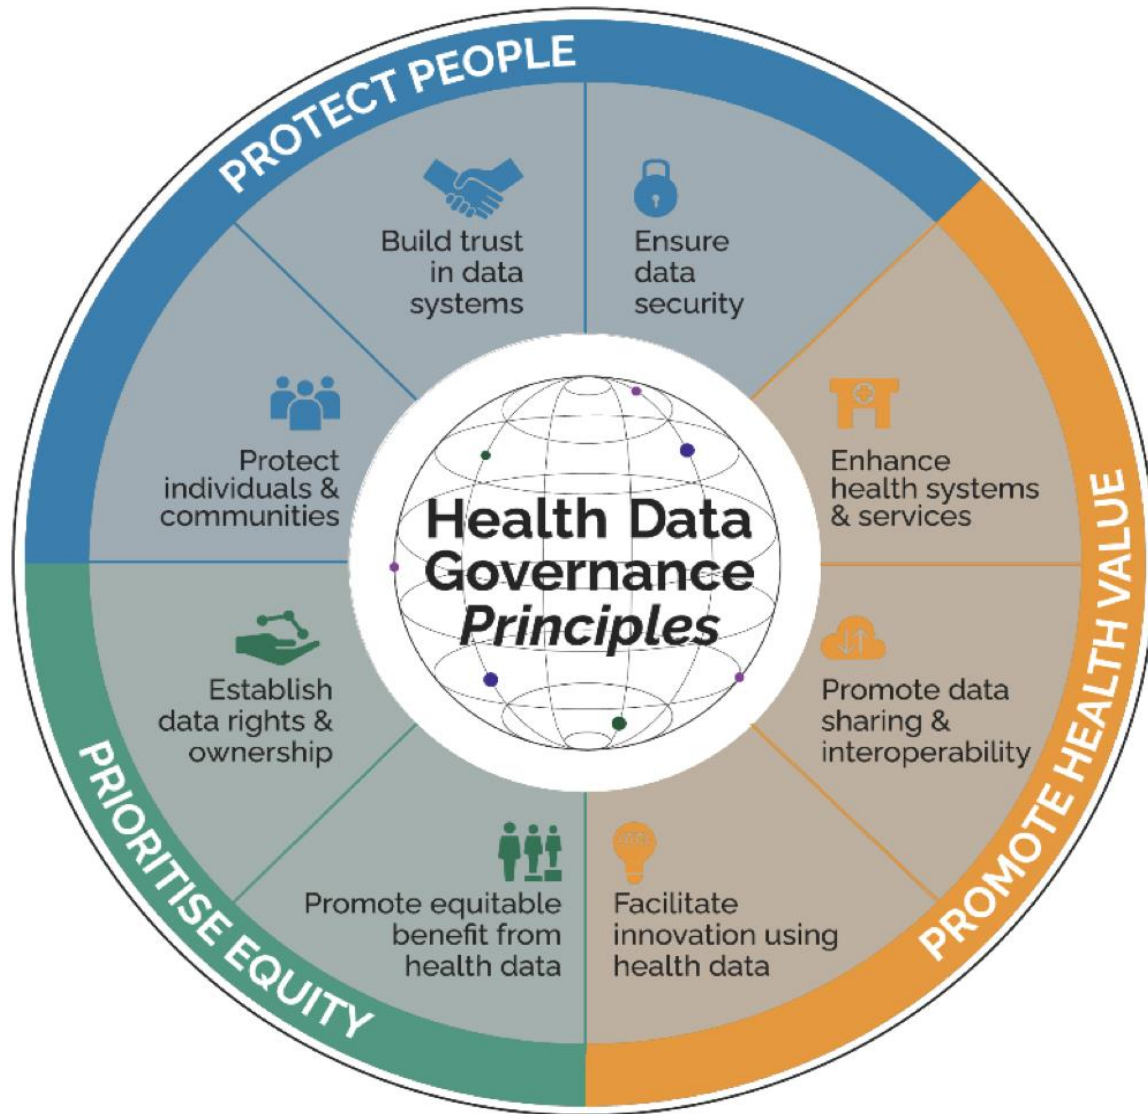 PROTECT PEOPLE
Build trust
in data
systems
Ensure
data
security
Protect
individuals &
communities
Enhance
health systems
& services
Health Data
Governance
Principles
Establish
data rights &
ownership
Promote data
sharing &
interoperability
Promote equitable
benefit from
health data
Facilitate
innovation using
health data
PRIORITISE EQUITY
PROMOTE HEALTH VALUE